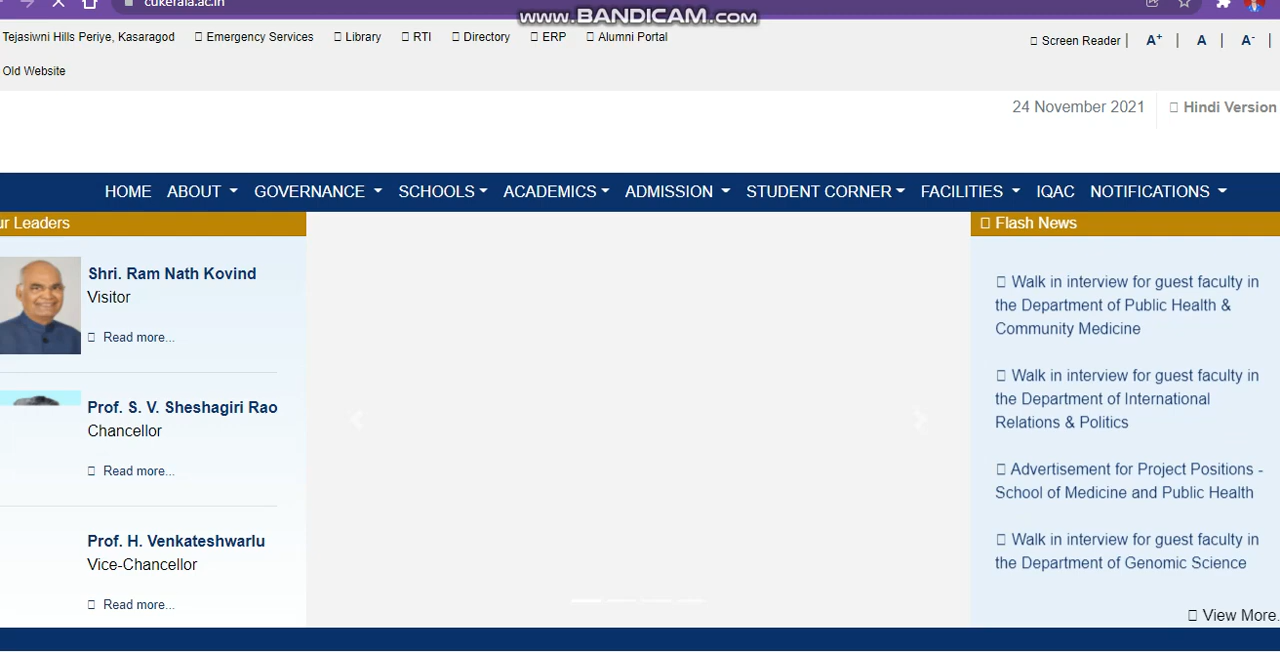 cukerala.ac.in
www.BANDICAM.com
Tejasiwni Hills Periye, Kasaragod Emergency Services Library RTI Directory ERP Alumni Portal
Screen Reader | A+ | A | A- |
Old Website
24 November 2021 Hindi Version
HOME ABOUT GOVERNANCE SCHOOLS ACADEMICS ADMISSION STUDENT CORNER FACILITIES IQAC NOTIFICATIONS
ur Leaders
Shri. Ram Nath Kovind
Visitor
Read more...
Prof. S. V. Sheshagiri Rao
Chancellor
Read more...
Prof. H. Venkateshwarlu
Vice-Chancellor
Read more...
Flash News
Walk in interview for guest faculty in
the Department of Public Health &
Community Medicine
Walk in interview for guest faculty in
the Department of International
Relations & Politics
Advertisement for Project Positions -
School of Medicine and Public Health
Walk in interview for guest faculty in
the Department of Genomic Science
View More.